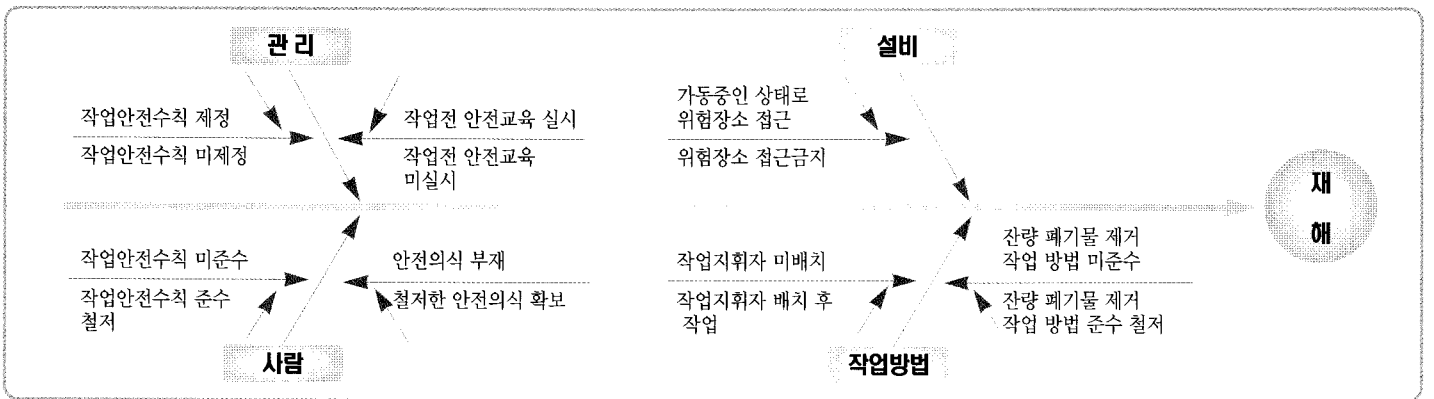 관 리
작업안전수칙 제정
작업안전수칙 미제정
작업전 안전교육 실시
작업전 안전교육
미실시
설비
가동중인 상태로
위험장소 접근
위험장소 접근금지
재
해
작업안전수칙 미준수
작업안전수칙 준수
철저
안전의식 부재
철저한 안전의식 확보
사람
작업지휘자 미배치
작업지휘자 배치 후
작업
잔량 폐기물 제거
작업 방법 미준수
잔량 폐기물 제거
작업 방법 준수 철저
작업방법